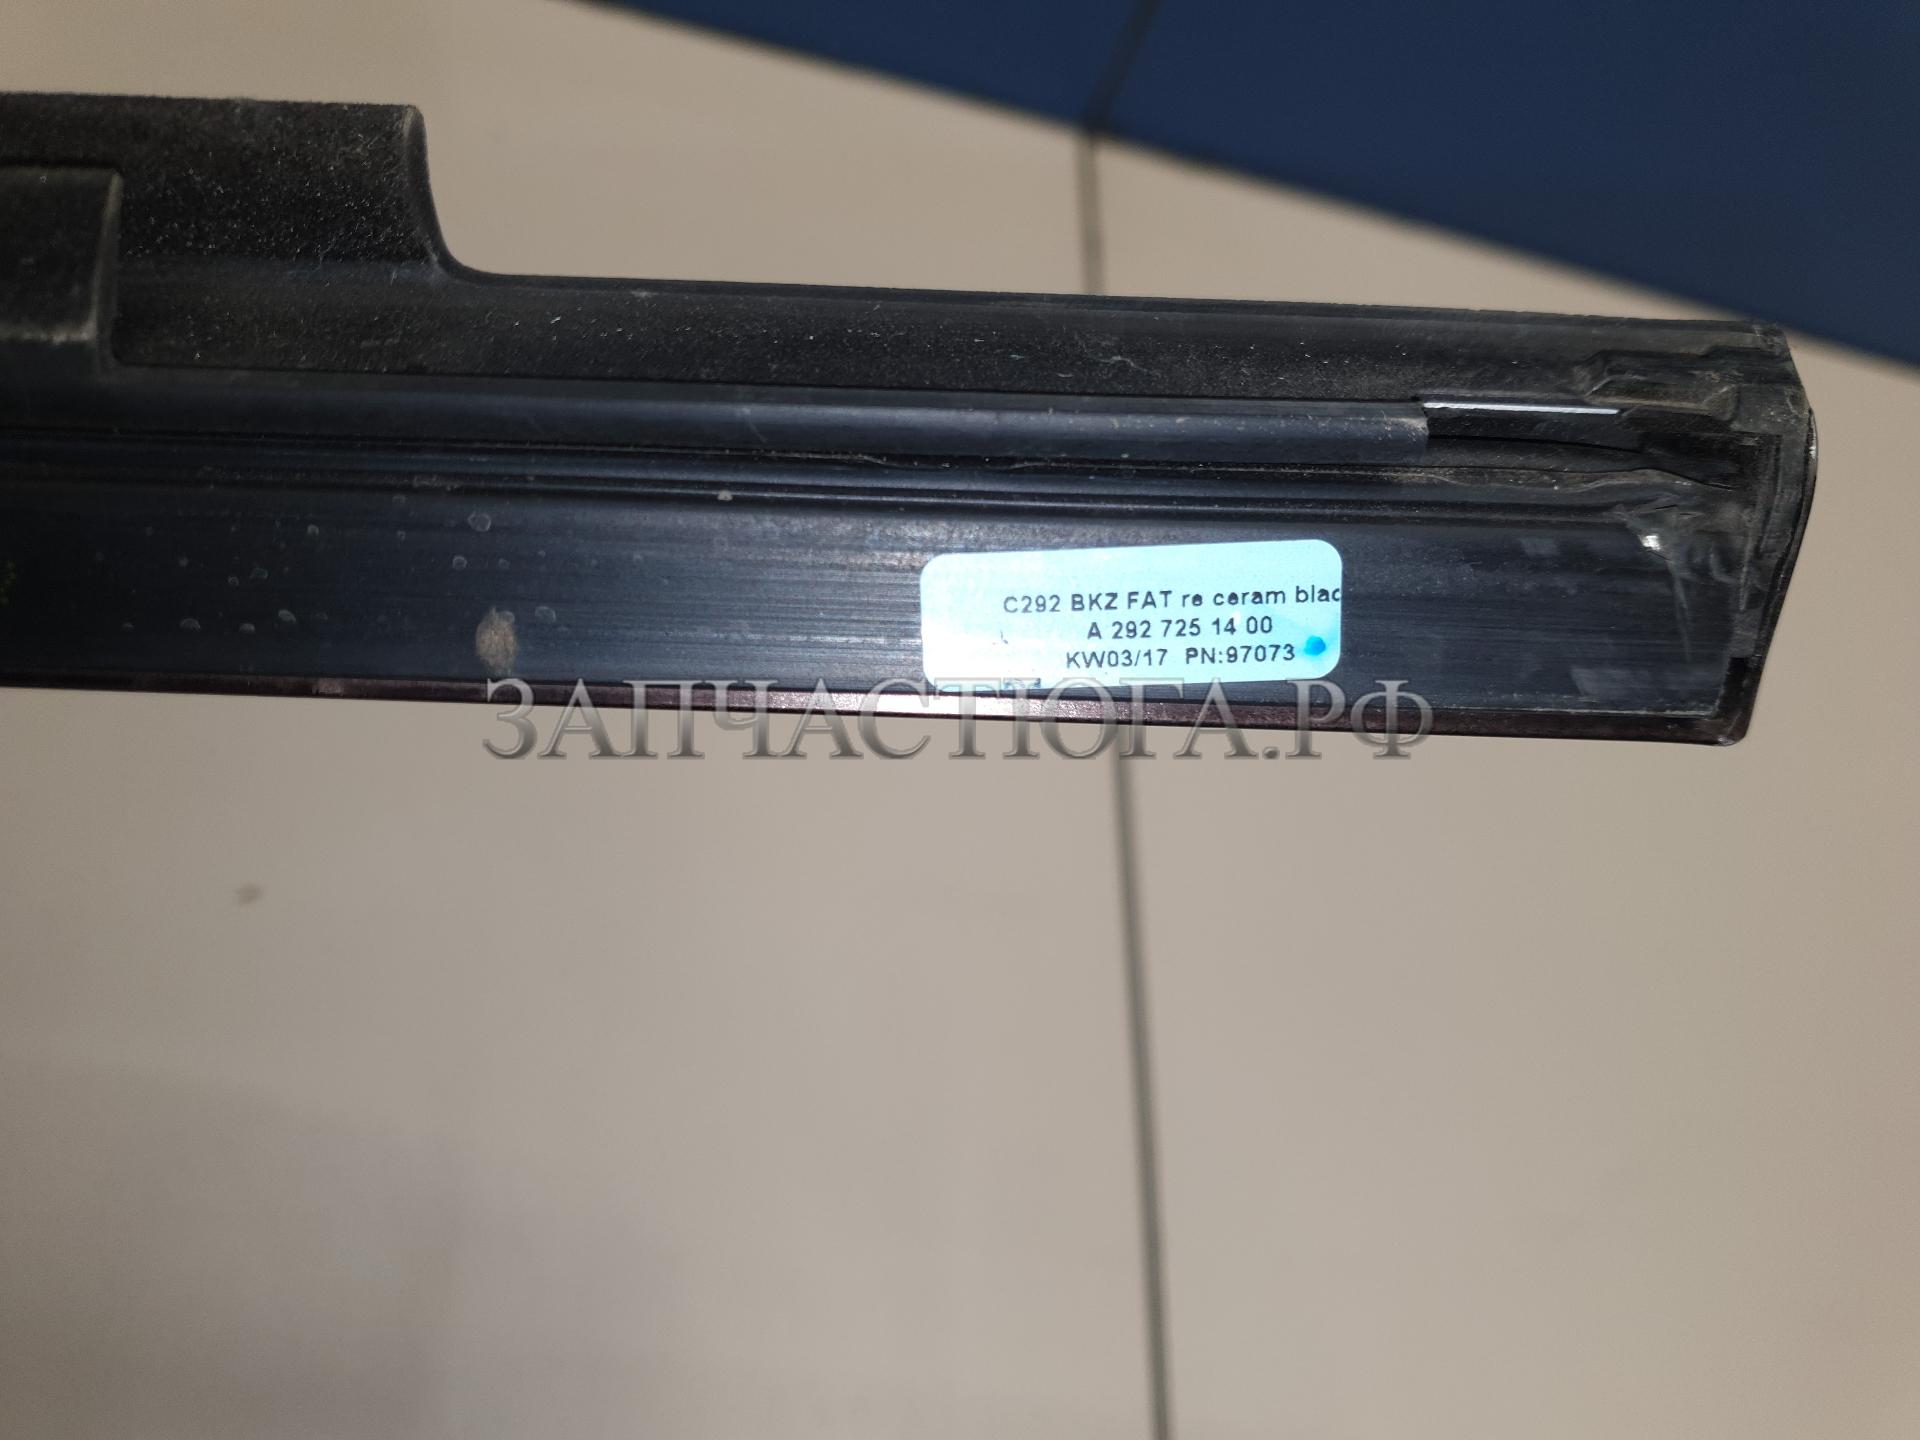 C292 BKZ FAT re ceram blac
A 292 725 14 00
KW03/17 PN:97073
ЗАПЧАСТЮГА.РФ